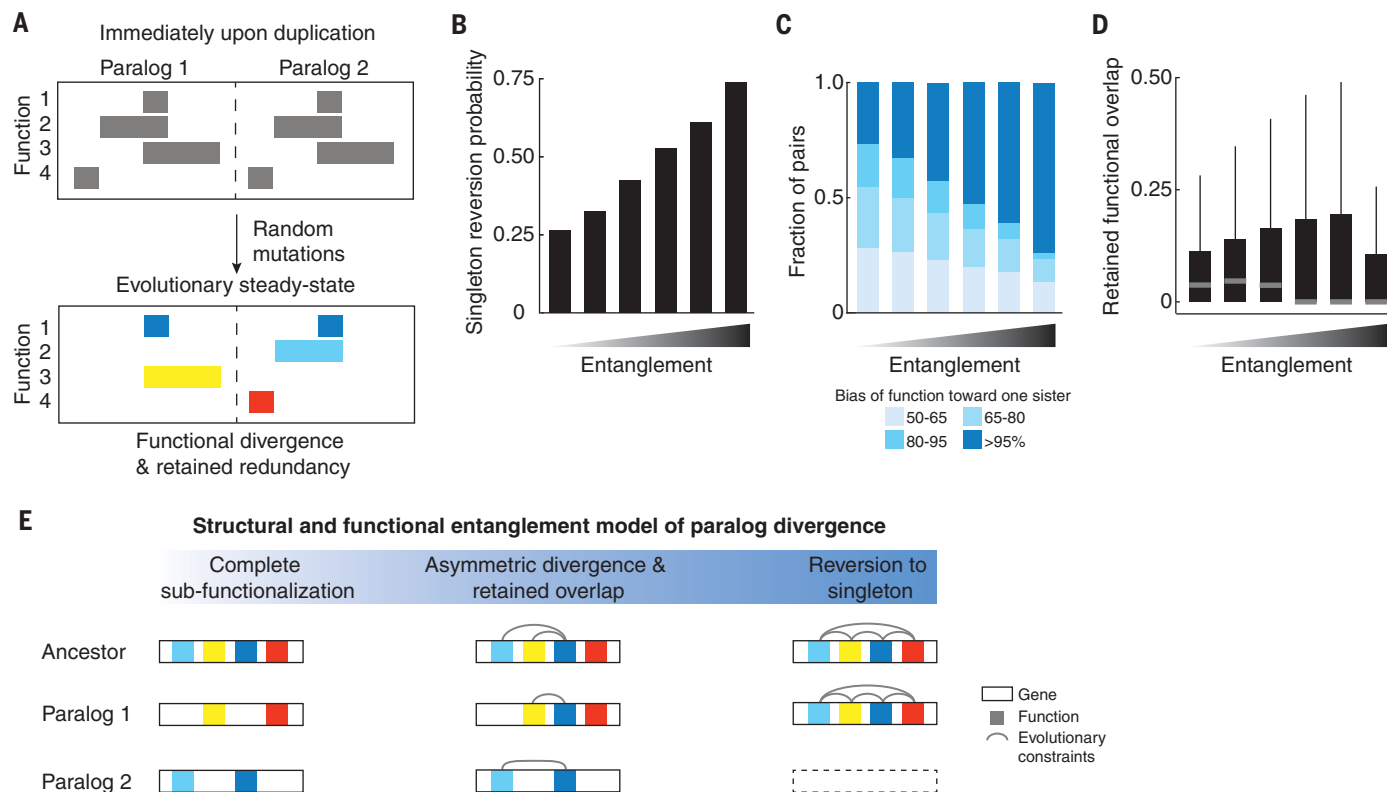 A
Immediately upon duplication
Paralog 1
Paralog 2
Function
1
2
3
4
Random
mutations
Evolutionary steady-state
Function
1
2
3
4
Functional divergence
& retained redundancy
B
Singleton reversion probability
0.75
0.50
0.25
0
Entanglement
C
Fraction of pairs
1.0
0.5
0
Entanglement
Bias of function toward one sister
50-65
65-80
80-95
>95%
D
Retained functional overlap
0.50
0.25
0
Entanglement
E
Structural and functional entanglement model of paralog divergence
Complete
sub-functionalization
Asymmetric divergence &
retained overlap
Reversion to
singleton
Ancestor
Paralog 1
Paralog 2
Gene
Function
Evolutionary
constraints